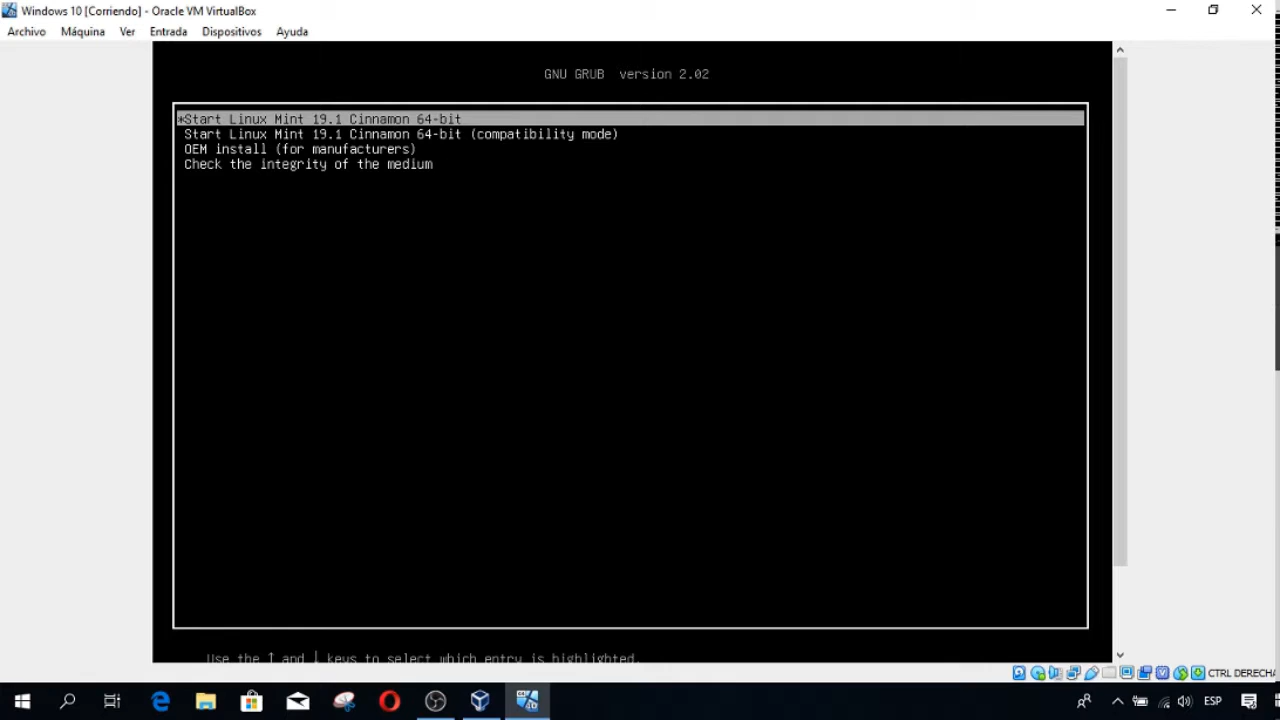 Windows 10 [Corriendo] - Oracle VM VirtualBox
Archivo Máquina Ver Entrada Dispositivos Ayuda
GNU GRUB version 2.02
*Start Linux Mint 19.1 Cinnamon 64-bit
Start Linux Mint 19.1 Cinnamon 64-bit (compatibility mode)
OEM install (for manufacturers)
Check the integrity of the medium
Use the ↑ and ↓ keys to select which entry is highlighted.
CTRL DERECHA
ESP